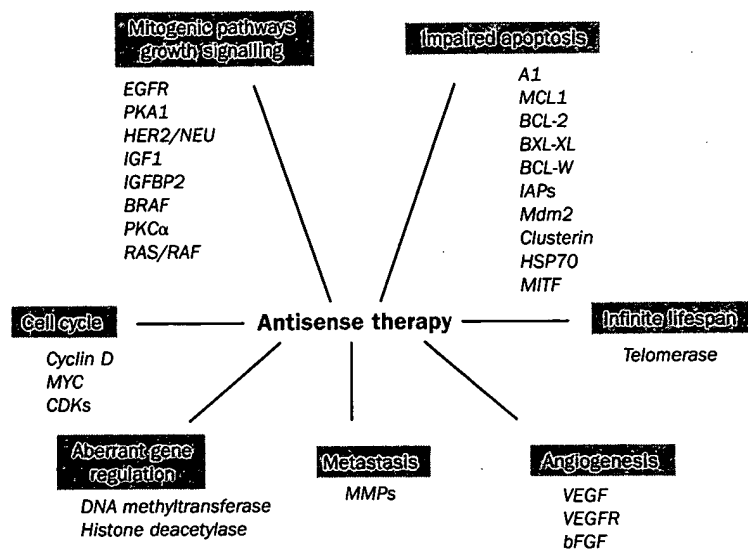 Mitogenic pathways
growth signalling
EGFR
PKA1
HER2/NEU
IGF1
IGFBP2
BRAF
PKCα
RAS/RAF
Impaired apoptosis
A1
MCL1
BCL-2
BXL-XL
BCL-W
IAPs
Mdm2
Clusterin
HSP70
MITF
Cell cycle
Cyclin D
MYC
CDKs
Antisense therapy
Infinite lifespan
Telomerase
Aberrant gene
regulation
DNA methyltransferase
Histone deacetylase
Metastasis
MMPs
Angiogenesis
VEGF
VEGFR
bFGF